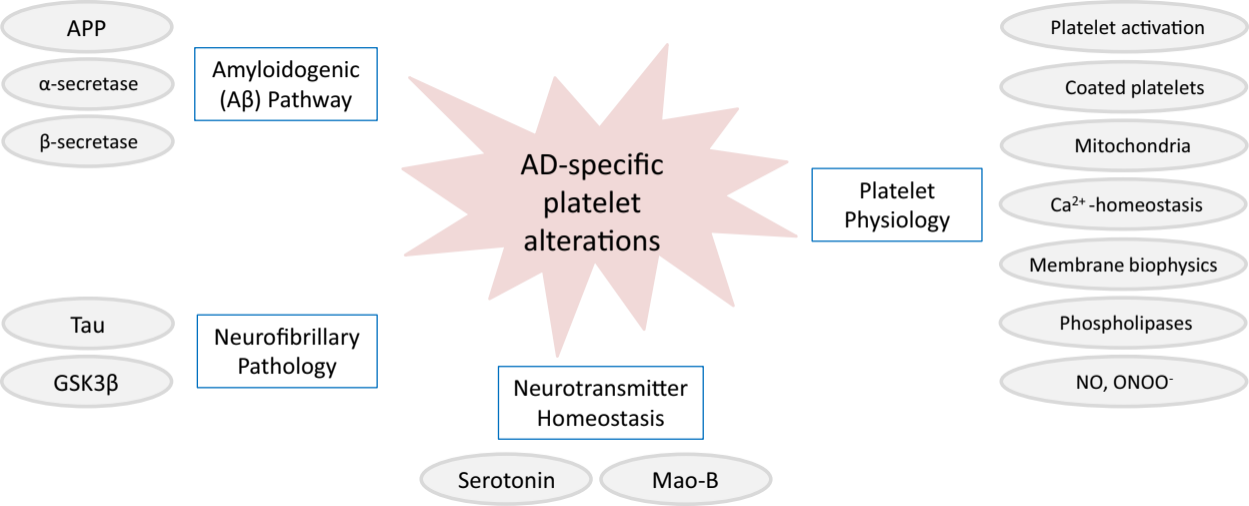 APP
α-secretase
β-secretase
Amyloidogenic
(Aβ) Pathway
Tau
GSK3β
Neurofibrillary
Pathology
AD-specific
platelet
alterations
Neurotransmitter
Homeostasis
Serotonin
Mao-B
Platelet
Physiology
Platelet activation
Coated platelets
Mitochondria
Ca²⁺ -homeostasis
Membrane biophysics
Phospholipases
NO, ONOO⁻